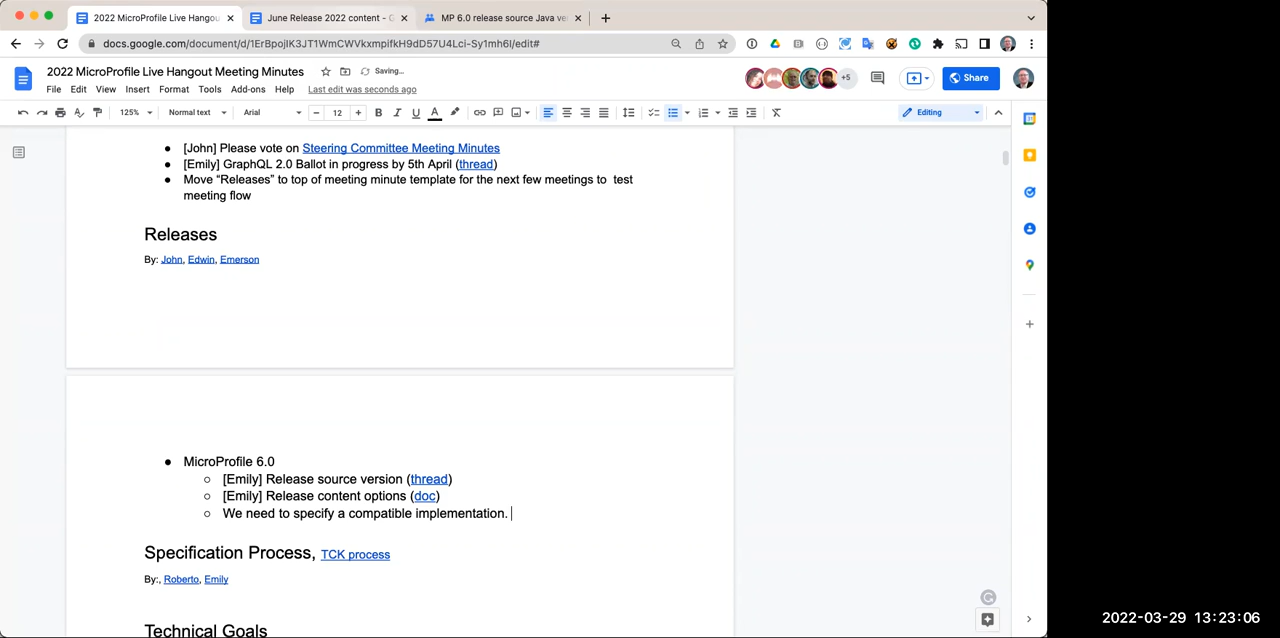 2022 MicroProfile Live Hangou
June Release 2022 content - G
MP 6.0 release source Java ve
docs.google.com/document/d/1ErBpojIK3JT1WmCWVkxmpifkH9dD57U4Lci-Sy1mh6I/edit#
2022 MicroProfile Live Hangout Meeting Minutes
Saving...
+5
Share
File Edit View Insert Format Tools Add-ons Help Last edit was seconds ago
125% Normal text Arial 12 B I U A Editing
• [John] Please vote on Steering Committee Meeting Minutes
• [Emily] GraphQL 2.0 Ballot in progress by 5th April (thread)
• Move “Releases” to top of meeting minute template for the next few meetings to test
meeting flow
Releases
By: John, Edwin, Emerson
• MicroProfile 6.0
○ [Emily] Release source version (thread)
○ [Emily] Release content options (doc)
○ We need to specify a compatible implementation.
Specification Process, TCK process
By:, Roberto, Emily
Technical Goals
2022-03-29 13:23:06